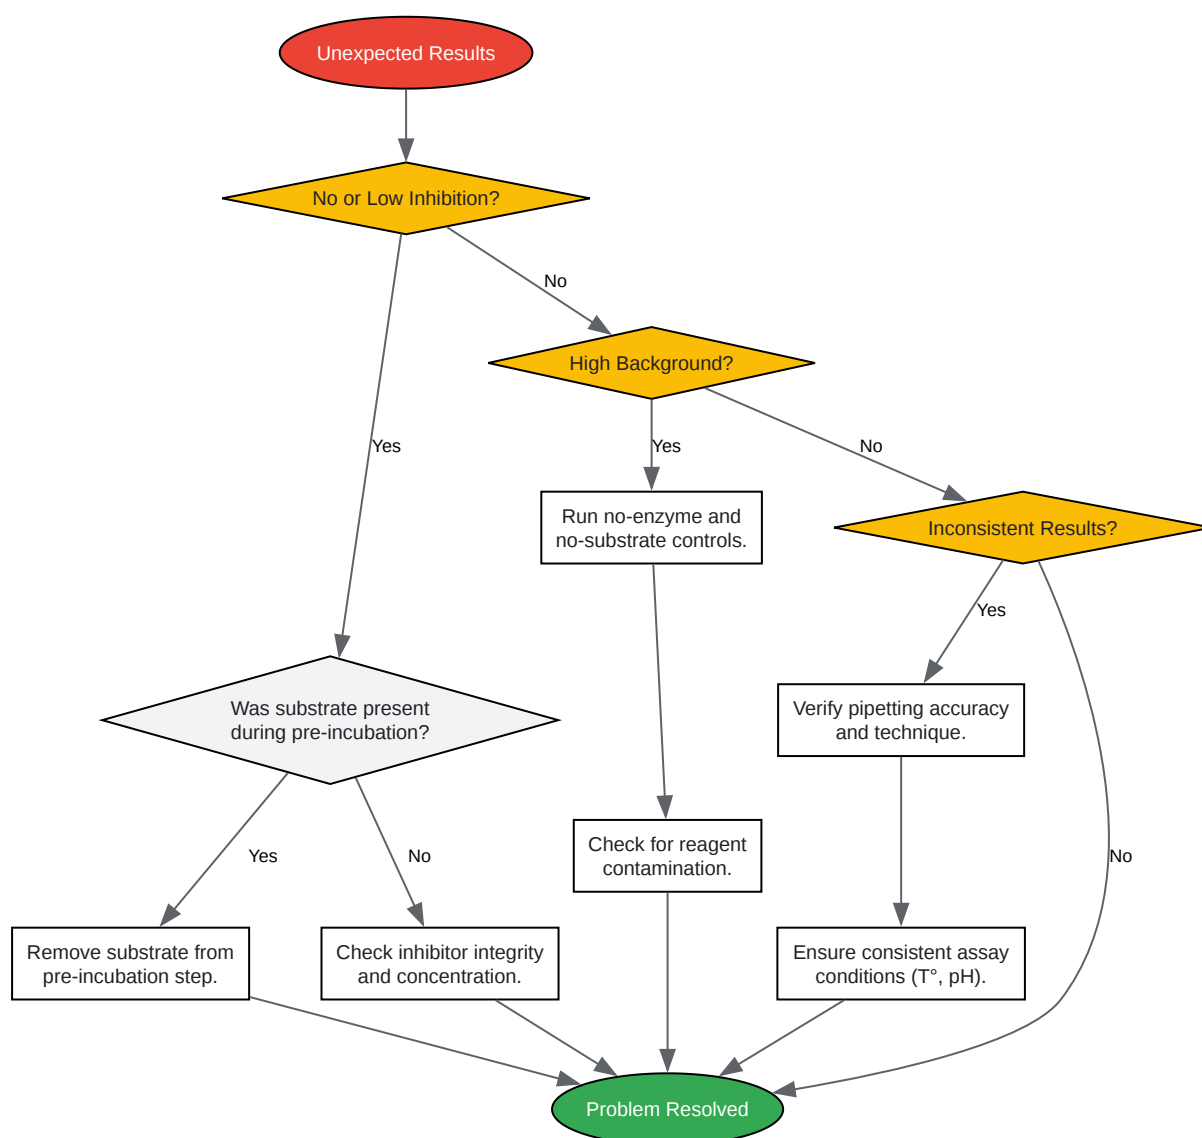 Unexpected Results
No or Low Inhibition?
No
High Background?
Yes
Yes
No
Run no-enzyme and
no-substrate controls.
Inconsistent Results?
Yes
Was substrate present
during pre-incubation?
Verify pipetting accuracy
and technique.
Yes
No
Check for reagent
contamination.
No
Remove substrate from
pre-incubation step.
Check inhibitor integrity
and concentration.
Ensure consistent assay
conditions (T°, pH).
Problem Resolved